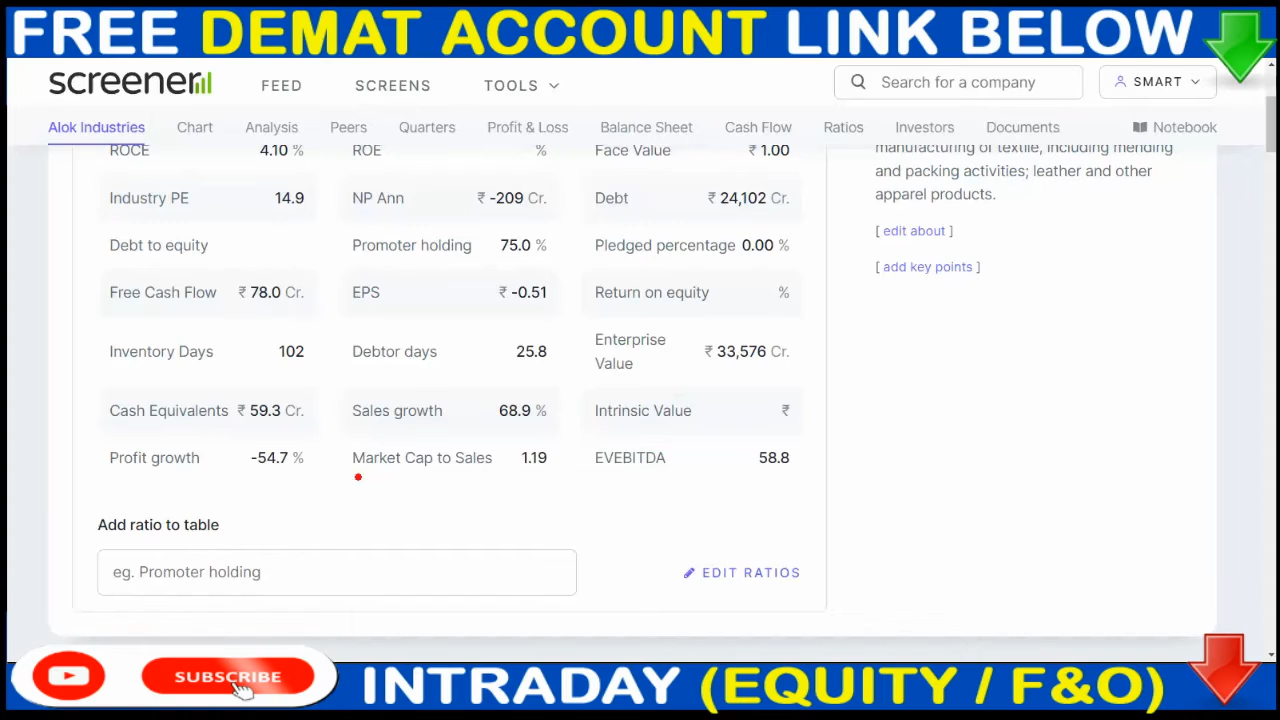 FREE DEMAT ACCOUNT LINK BELOW
screener FEED SCREENS TOOLS Search for a company SMART
Alok Industries Chart Analysis Peers Quarters Profit & Loss Balance Sheet Cash Flow Ratios Investors Documents Notebook
ROCE 4.10 % ROE % Face Value ₹ 1.00
manufacturing of textile, including mending
and packing activities; leather and other
apparel products.
[ edit about ]
[ add key points ]
Industry PE 14.9 NP Ann ₹ -209 Cr. Debt ₹ 24,102 Cr.
Debt to equity Promoter holding 75.0 % Pledged percentage 0.00 %
Free Cash Flow ₹ 78.0 Cr. EPS ₹ -0.51 Return on equity %
Inventory Days 102 Debtor days 25.8 Enterprise
Value ₹ 33,576 Cr.
Cash Equivalents ₹ 59.3 Cr. Sales growth 68.9 % Intrinsic Value ₹
Profit growth -54.7 % Market Cap to Sales 1.19 EVEBITDA 58.8
Add ratio to table
eg. Promoter holding EDIT RATIOS
SUBSCRIBE INTRADAY (EQUITY / F&O)